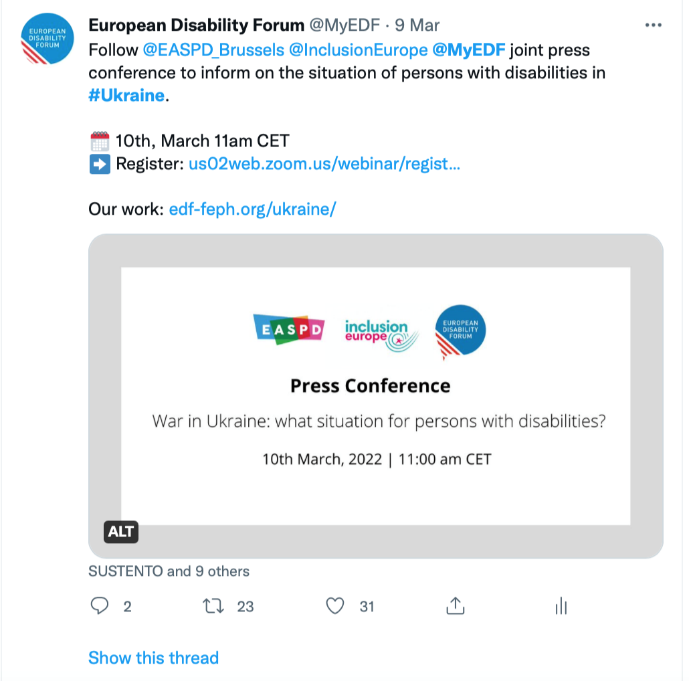 EUROPEAN
DISABILITY
FORUM
European Disability Forum @MyEDF · 9 Mar
Follow @EASPD_Brussels @InclusionEurope @MyEDF joint press
conference to inform on the situation of persons with disabilities in
#Ukraine.
10th, March 11am CET
Register: us02web.zoom.us/webinar/regist...
Our work: edf-feph.org/ukraine/
EASPD
inclusion
europe
EUROPEAN
DISABILITY
FORUM
Press Conference
War in Ukraine: what situation for persons with disabilities?
10th March, 2022 | 11:00 am CET
ALT
SUSTENTO and 9 others
2 23 31
Show this thread